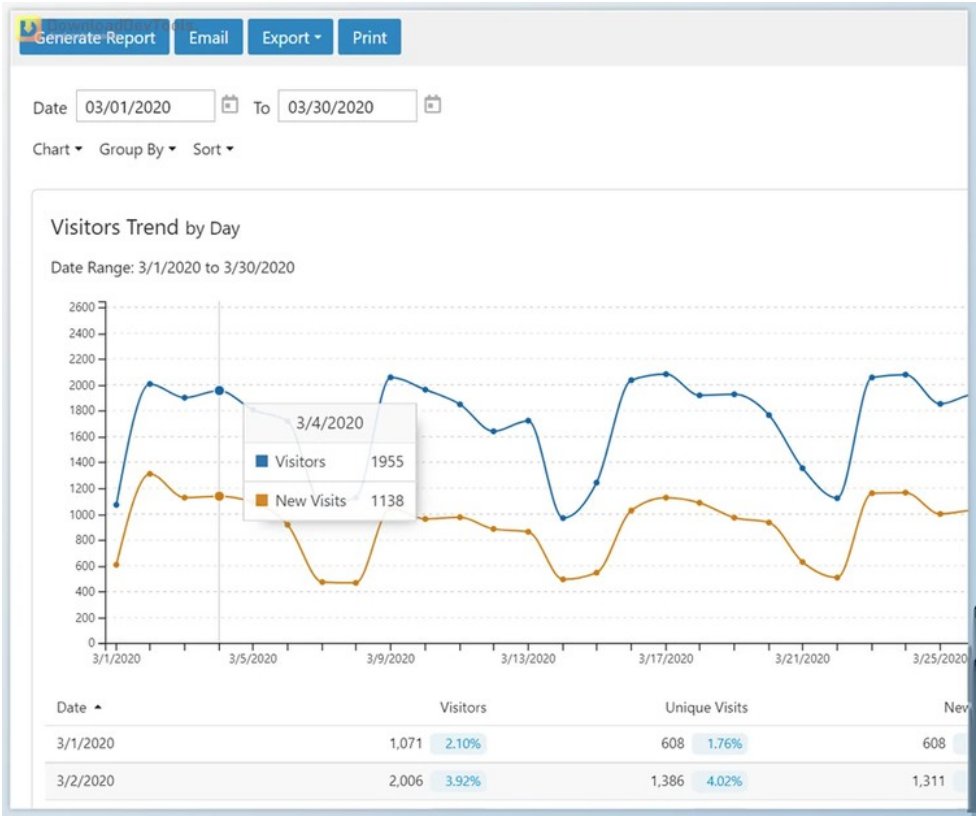 DownloadDevTools
Generate Report Email Export Print
Date 03/01/2020 To 03/30/2020
Chart Group By Sort
Visitors Trend by Day
Date Range: 3/1/2020 to 3/30/2020
2600
2400
2200
2000
1800
1600
1400
1200
1000
800
600
400
200
0
3/4/2020
Visitors 1955
New Visits 1138
3/1/2020 3/5/2020 3/9/2020 3/13/2020 3/17/2020 3/21/2020 3/25/2020
Date Visitors Unique Visits New
3/1/2020 1,071 2.10% 608 1.76% 608
3/2/2020 2,006 3.92% 1,386 4.02% 1,311